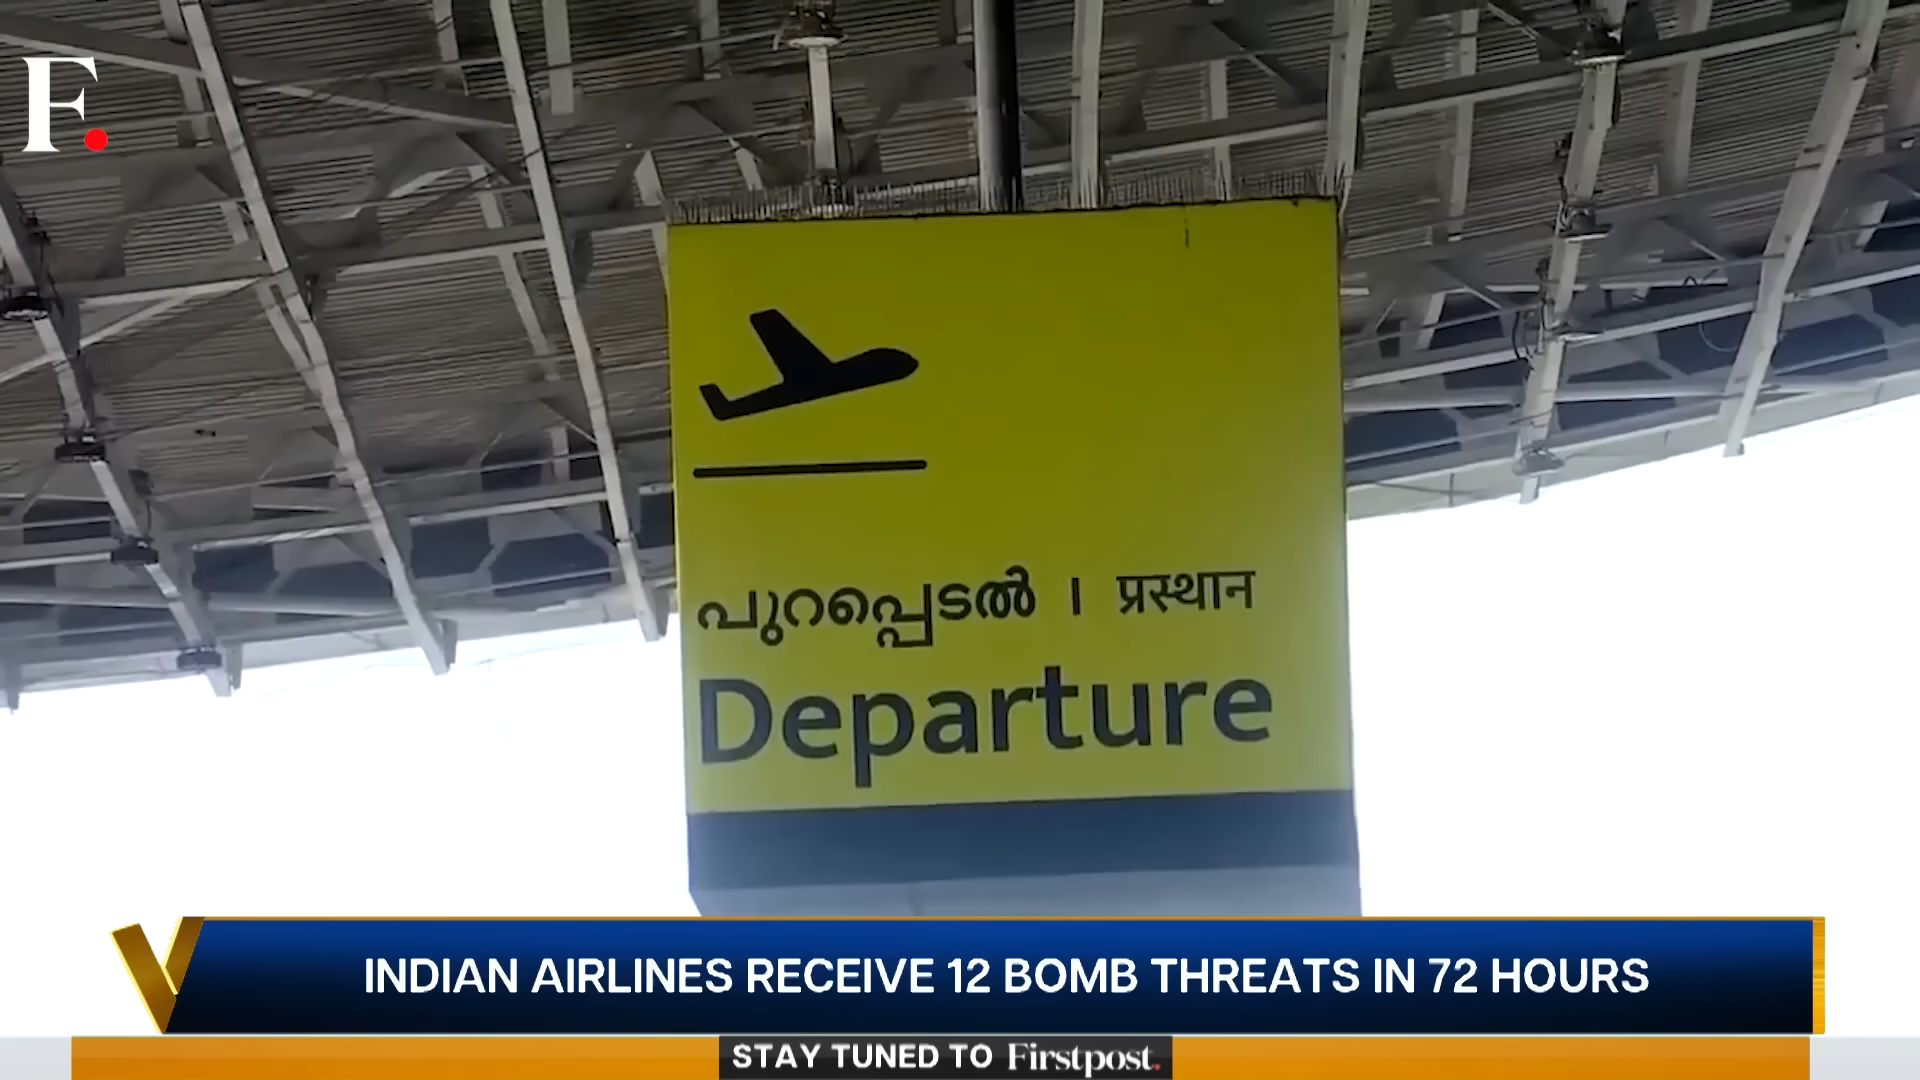 F.
പുറപ്പെടൽ | प्रस्थान
Departure
INDIAN AIRLINES RECEIVE 12 BOMB THREATS IN 72 HOURS
STAY TUNED TO Firstpost.